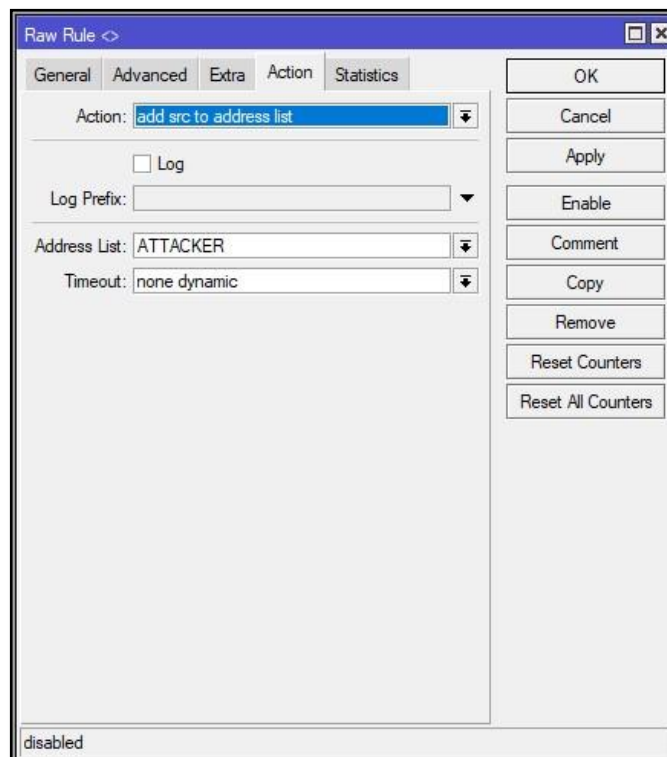 Raw Rule <>
General Advanced Extra Action Statistics
Action: add src to address list
Log
Log Prefix:
Address List: ATTACKER
Timeout: none dynamic
OK
Cancel
Apply
Enable
Comment
Copy
Remove
Reset Counters
Reset All Counters
disabled